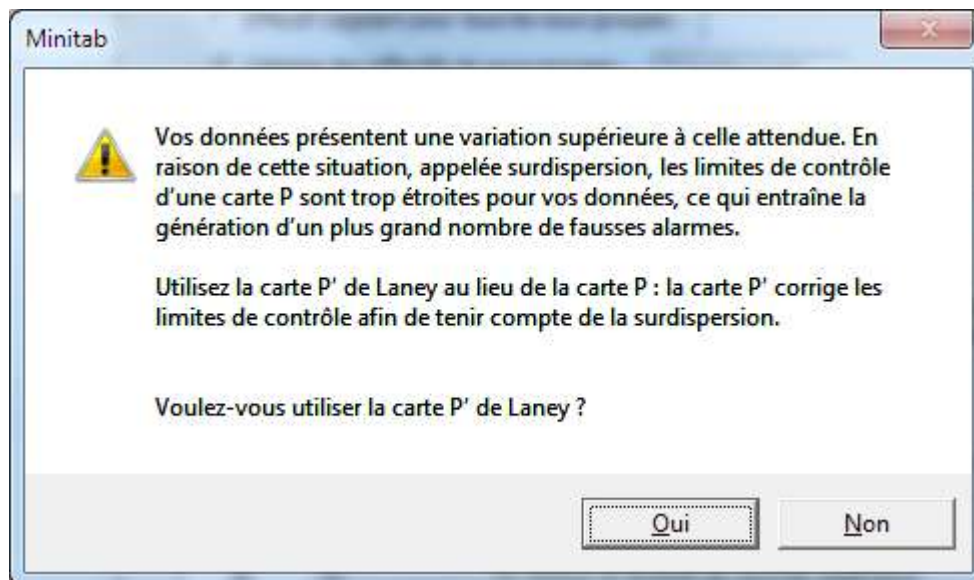 Minitab
Vos données présentent une variation supérieure à celle attendue. En
raison de cette situation, appelée surdispersion, les limites de contrôle
d'une carte P sont trop étroites pour vos données, ce qui entraîne la
génération d'un plus grand nombre de fausses alarmes.
Utilisez la carte P' de Laney au lieu de la carte P : la carte P' corrige les
limites de contrôle afin de tenir compte de la surdispersion.
Voulez-vous utiliser la carte P' de Laney ?
Oui
Non